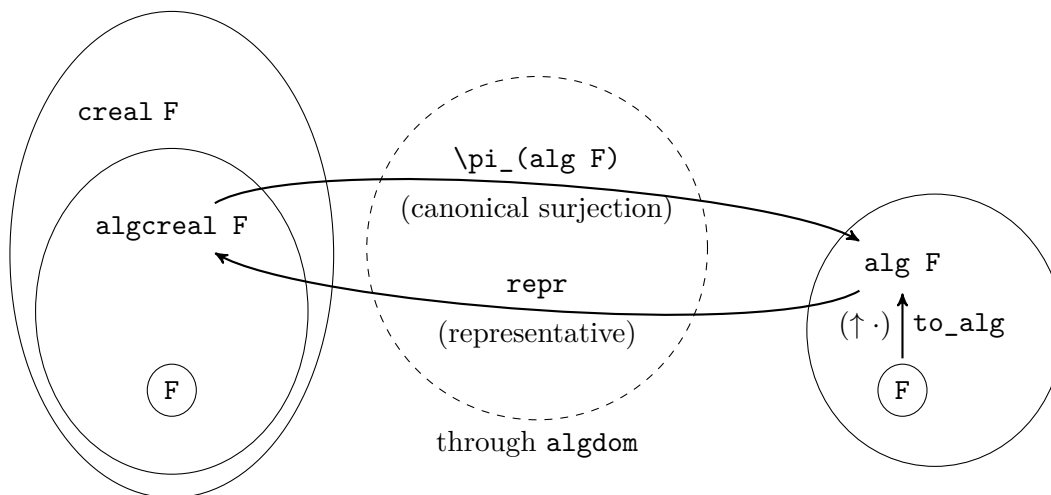 creal F
\pi_(alg F)
(canonical surjection)
algcreal F
alg F
repr
(↑ ·) to_alg
(representative)
F
F
through algdom